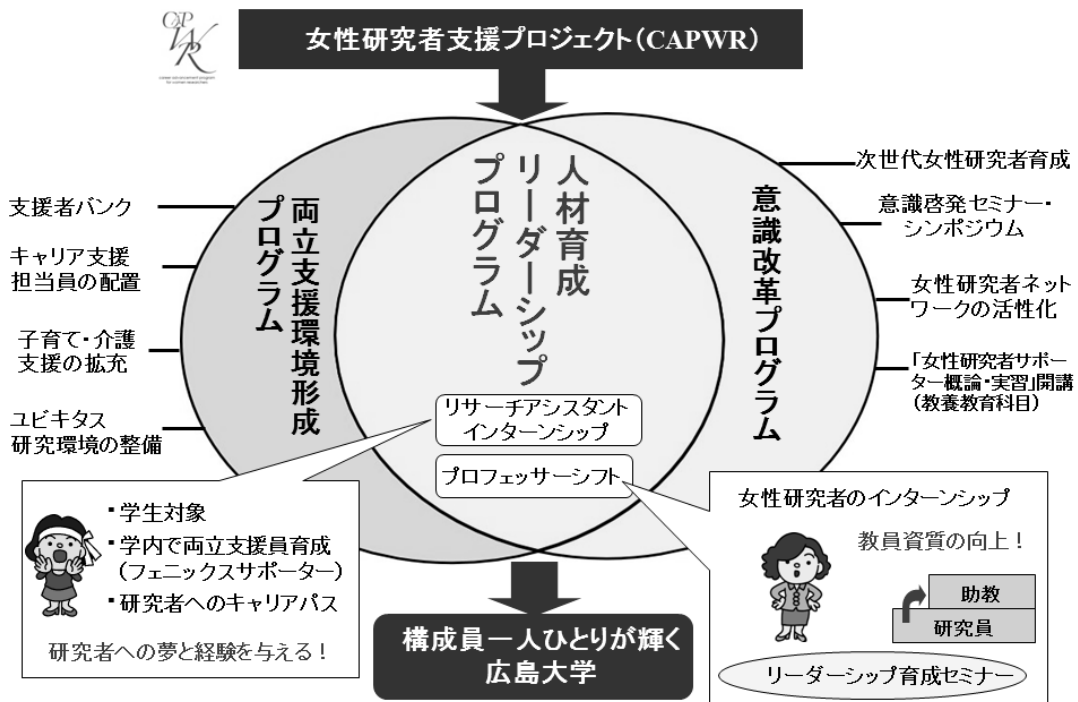 CAPWR
career advancement program
for women researchers
女性研究者支援プロジェクト(CAPWR)
人材育成
リーダーシップ
プログラム
両立支援環境形成
プログラム
意識改革プログラム
支援者バンク
キャリア支援
担当員の配置
子育て・介護
支援の拡充
ユビキタス
研究環境の整備
次世代女性研究者育成
意識啓発セミナー・
シンポジウム
女性研究者ネット
ワークの活性化
「女性研究者サポー
ター概論・実習」開講
(教養教育科目)
リサーチアシスタント
インターンシップ
プロフェッサーシフト
・学生対象
・学内で両立支援員育成
(フェニックスサポーター)
・研究者へのキャリアパス
研究者への夢と経験を与える！
女性研究者のインターンシップ
教員資質の向上！
助教
研究員
リーダーシップ育成セミナー
構成員一人ひとりが輝く
広島大学